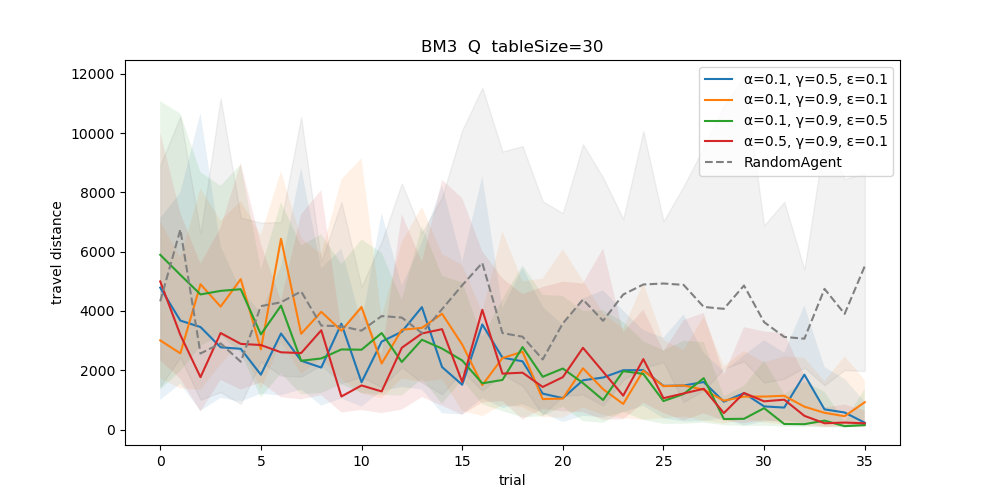 BM3  Q  tableSize=30
12000
10000
8000
6000
4000
2000
0
travel distance
α=0.1, γ=0.5, ε=0.1
α=0.1, γ=0.9, ε=0.1
α=0.1, γ=0.9, ε=0.5
α=0.5, γ=0.9, ε=0.1
RandomAgent
0 5 10 15 20 25 30 35
trial